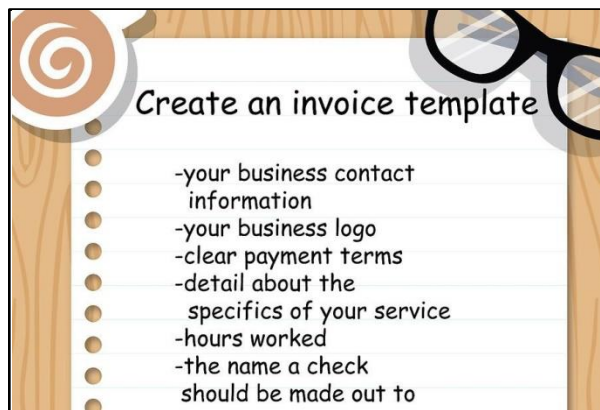 Create an invoice template
-your business contact
information
-your business logo
-clear payment terms
-detail about the
specifics of your service
-hours worked
-the name a check
should be made out to